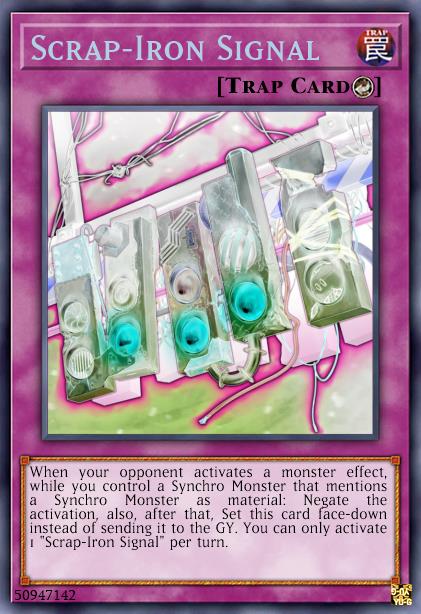 Scrap-Iron Signal
TRAP
罠
[Trap Card]
When your opponent activates a monster effect,
while you control a Synchro Monster that mentions
a Synchro Monster as material: Negate the
activation, also, after that, Set this card face-down
instead of sending it to the GY. You can only activate
1 "Scrap-Iron Signal" per turn.
50947142